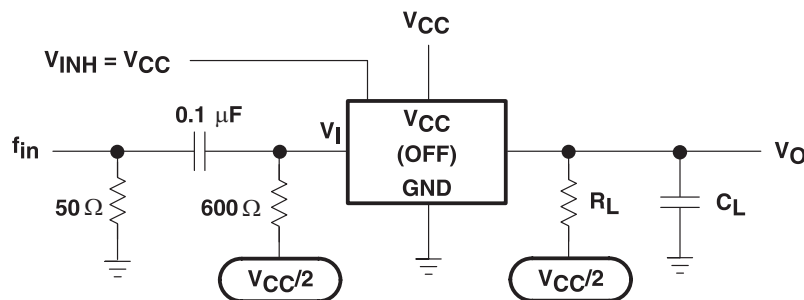 VCC
VINH = VCC
0.1 µF
fin
VI
VCC
(OFF)
GND
VO
50 Ω
600 Ω
RL
CL
VCC/2
VCC/2